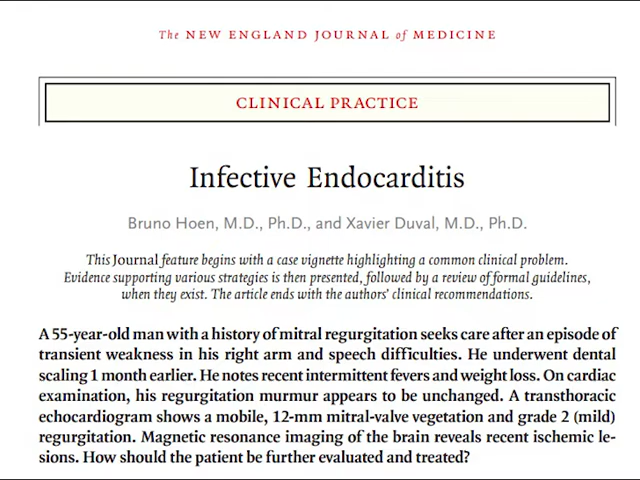 The NEW ENGLAND JOURNAL of MEDICINE
CLINICAL PRACTICE
Infective Endocarditis
Bruno Hoen, M.D., Ph.D., and Xavier Duval, M.D., Ph.D.
This Journal feature begins with a case vignette highlighting a common clinical problem.
Evidence supporting various strategies is then presented, followed by a review of formal guidelines,
when they exist. The article ends with the authors' clinical recommendations.
A 55-year-old man with a history of mitral regurgitation seeks care after an episode of
transient weakness in his right arm and speech difficulties. He underwent dental
scaling 1 month earlier. He notes recent intermittent fevers and weight loss. On cardiac
examination, his regurgitation murmur appears to be unchanged. A transthoracic
echocardiogram shows a mobile, 12-mm mitral-valve vegetation and grade 2 (mild)
regurgitation. Magnetic resonance imaging of the brain reveals recent ischemic le-
sions. How should the patient be further evaluated and treated?